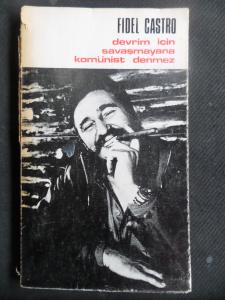 FIDEL CASTRO
devrim için
savaşmayana
komünist denmez